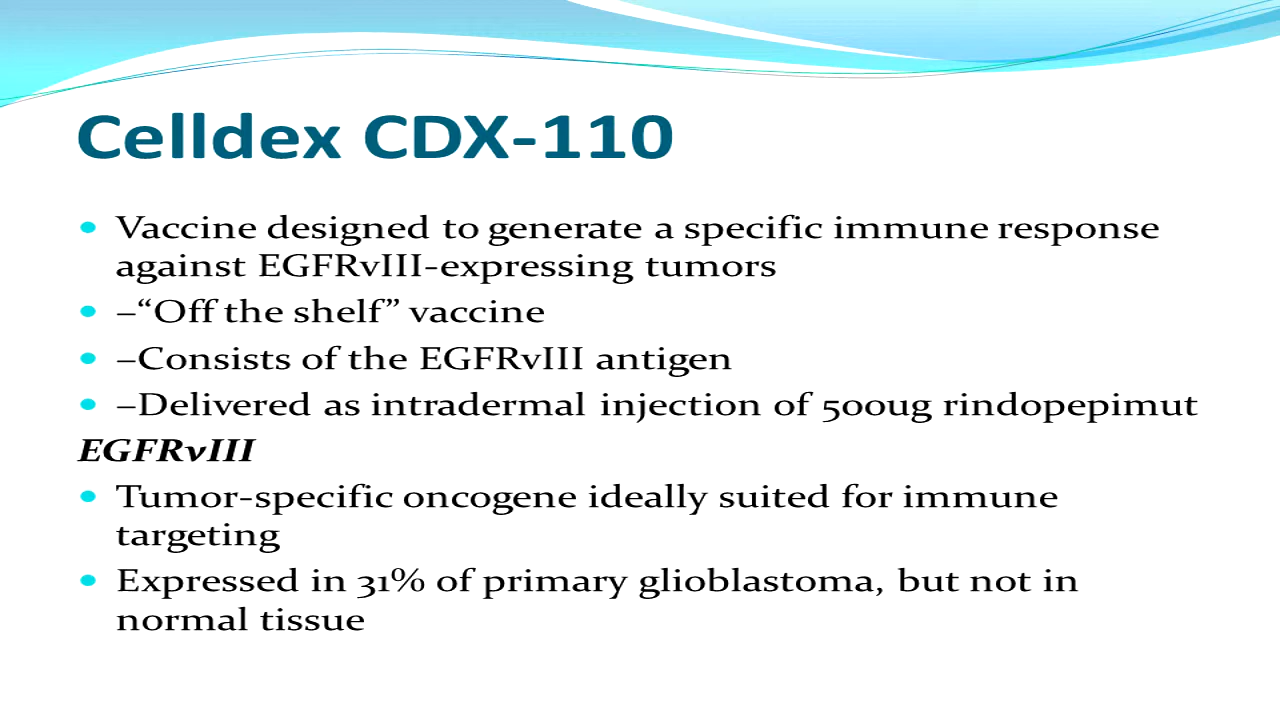 Celldex CDX-110
• Vaccine designed to generate a specific immune response
against EGFRvIII-expressing tumors
• –“Off the shelf” vaccine
• –Consists of the EGFRvIII antigen
• –Delivered as intradermal injection of 500ug rindopepimut
EGFRvIII
• Tumor-specific oncogene ideally suited for immune
targeting
• Expressed in 31% of primary glioblastoma, but not in
normal tissue